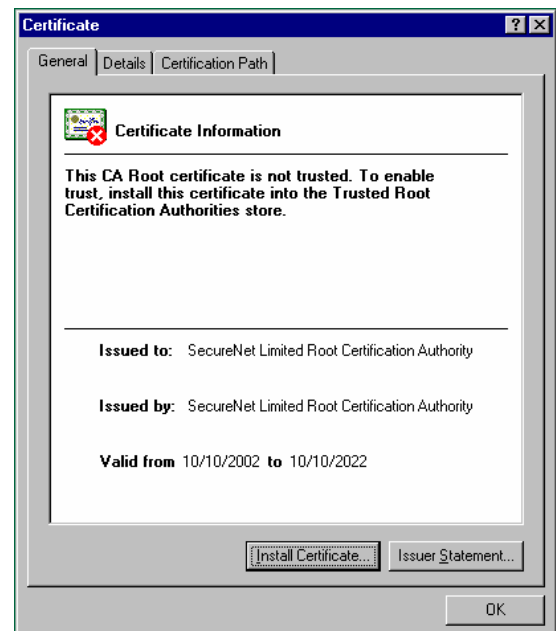 Certificate
General Details Certification Path
Certificate Information
This CA Root certificate is not trusted. To enable
trust, install this certificate into the Trusted Root
Certification Authorities store.
Issued to: SecureNet Limited Root Certification Authority
Issued by: SecureNet Limited Root Certification Authority
Valid from 10/10/2002 to 10/10/2022
Install Certificate... Issuer Statement...
OK